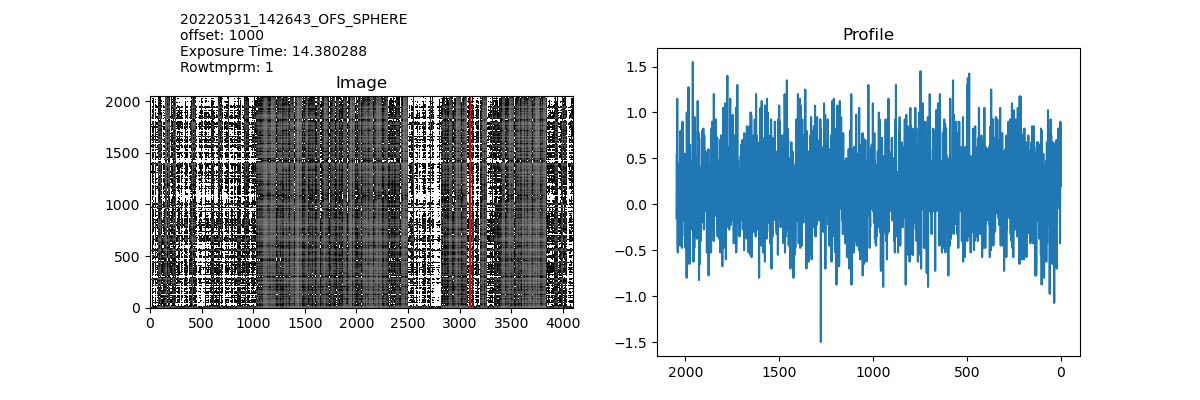 20220531_142643_OFS_SPHERE
offset: 1000
Exposure Time: 14.380288
Rowtmprm: 1
Image
2000
1500
1000
500
0
0 500 1000 1500 2000 2500 3000 3500 4000
Profile
1.5
1.0
0.5
0.0
−0.5
−1.0
−1.5
2000 1500 1000 500 0